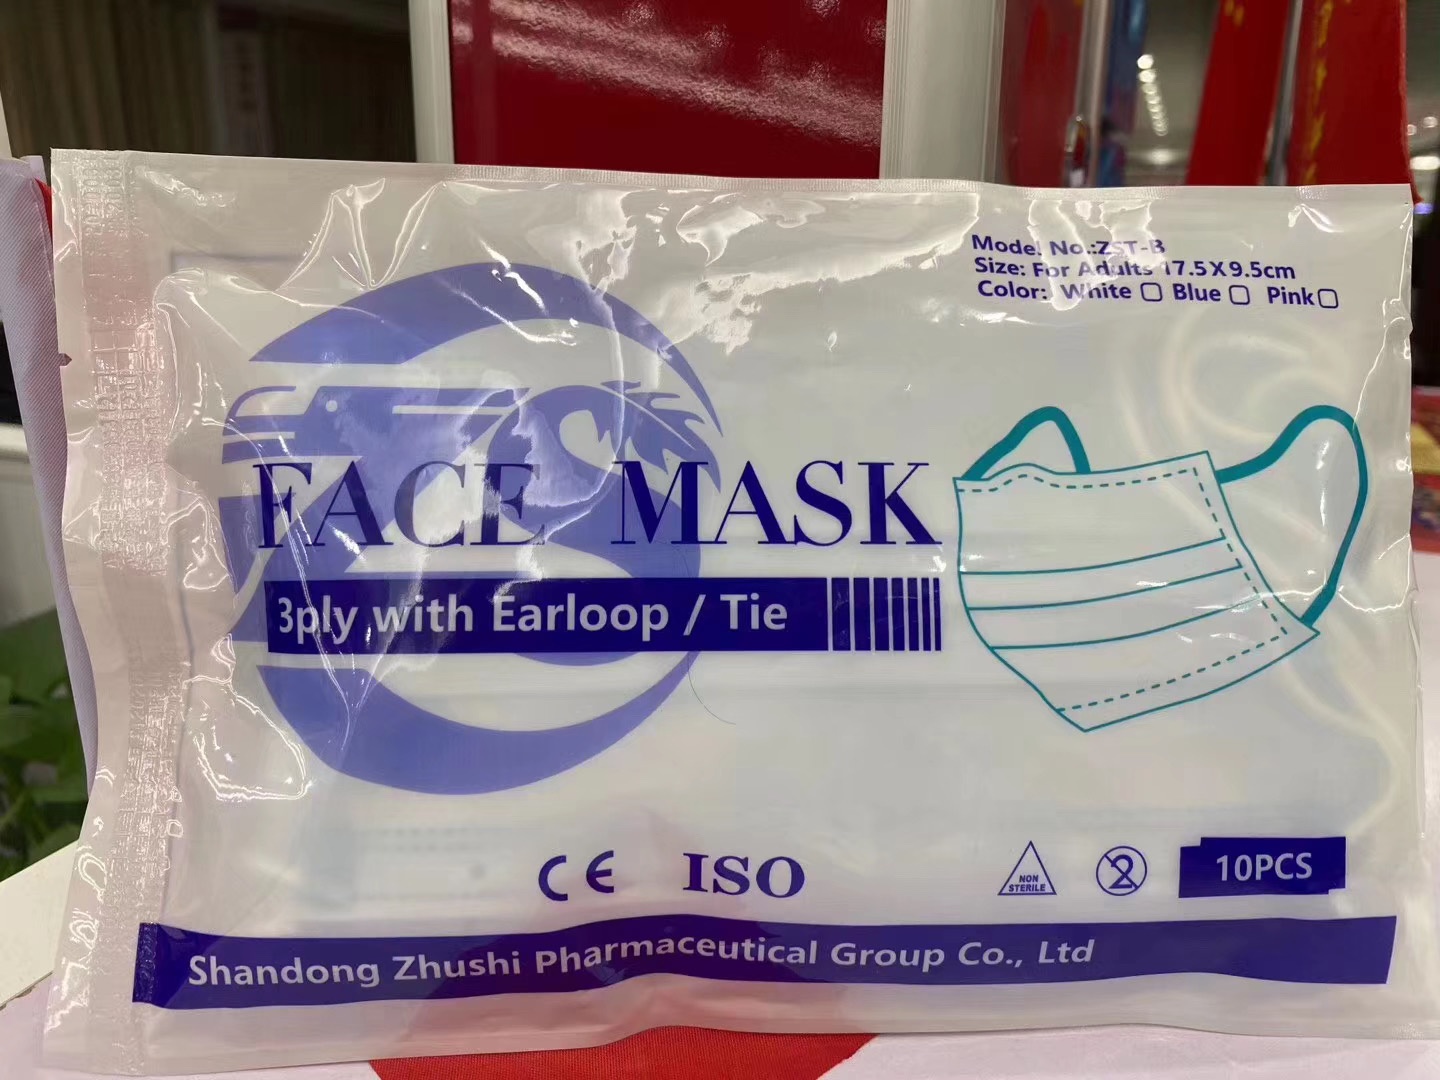 Model No.:ZST-B
Size: For Adults 17.5X9.5cm
Color: White Blue Pink
FACE MASK
3ply with Earloop / Tie
CE ISO
NON
STERILE
2
10PCS
Shandong Zhushi Pharmaceutical Group Co., Ltd